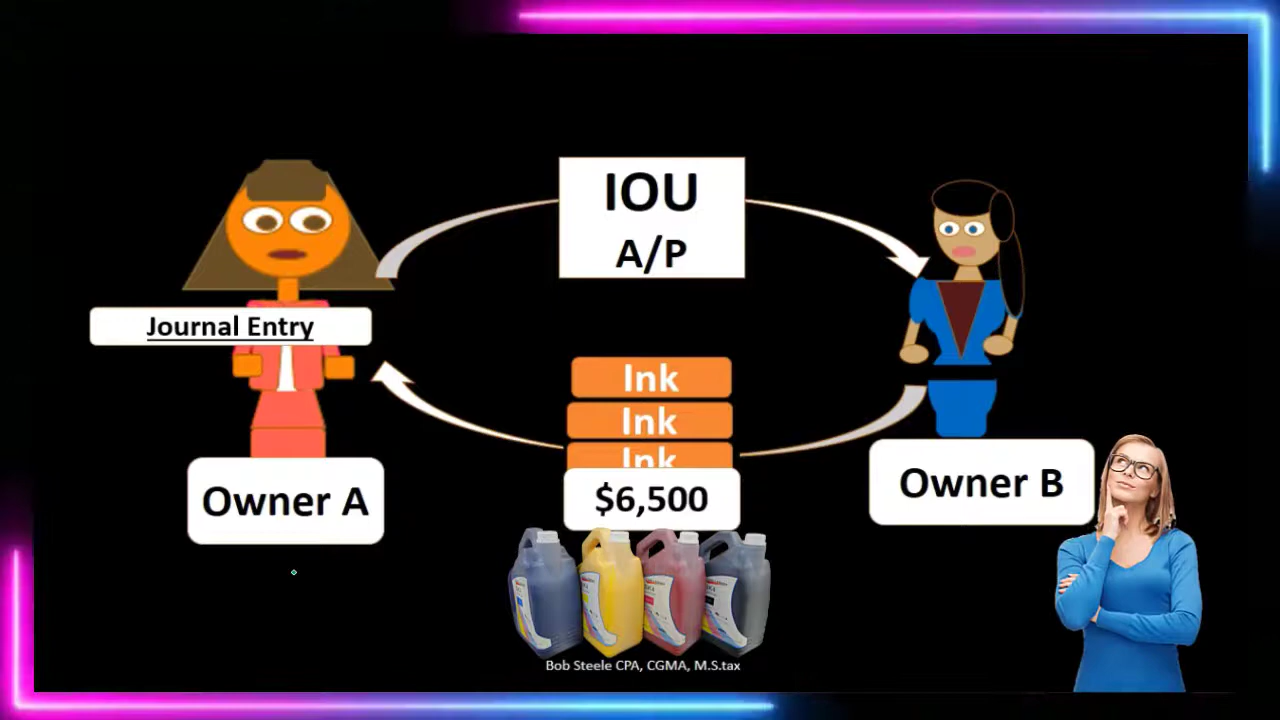 IOU
A/P
Journal Entry
Ink
Ink
Ink
$6,500
Owner A
Owner B
Bob Steele CPA, CGMA, M.S.tax